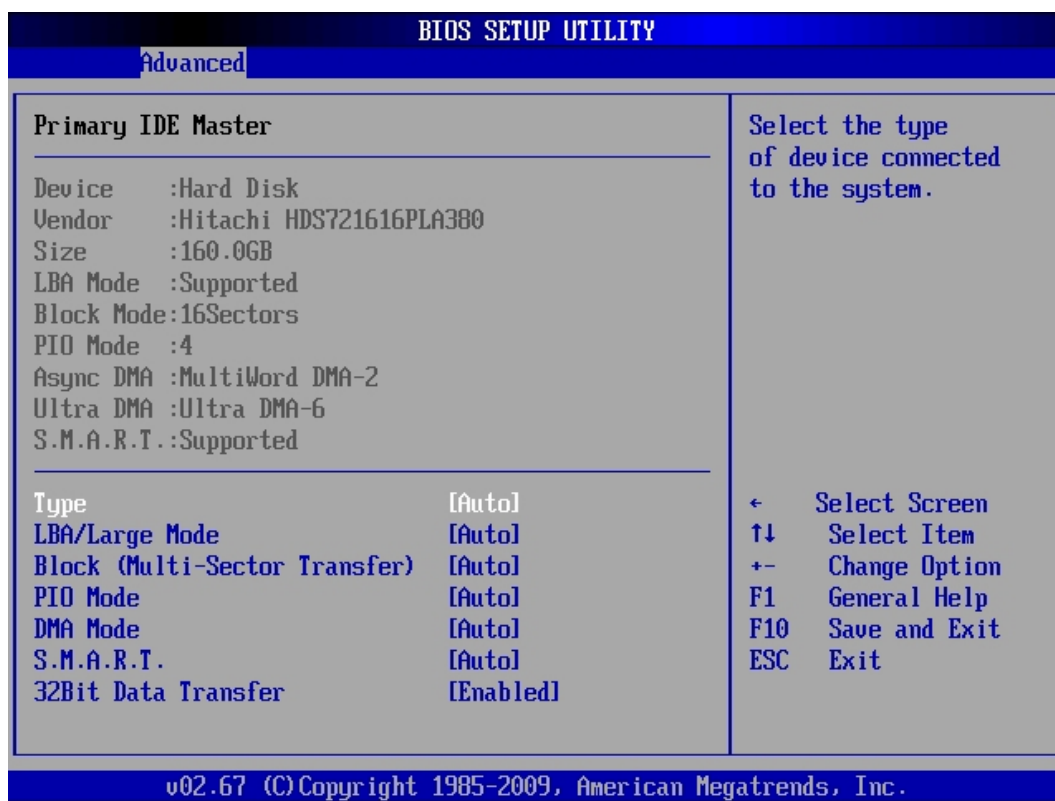 BIOS SETUP UTILITY
Advanced
Primary IDE Master
Device :Hard Disk
Vendor :Hitachi HDS721616PLA380
Size :160.0GB
LBA Mode :Supported
Block Mode:16Sectors
PIO Mode :4
Async DMA :MultiWord DMA-2
Ultra DMA :Ultra DMA-6
S.M.A.R.T.:Supported
Type [Auto]
LBA/Large Mode [Auto]
Block (Multi-Sector Transfer) [Auto]
PIO Mode [Auto]
DMA Mode [Auto]
S.M.A.R.T. [Auto]
32Bit Data Transfer [Enabled]
Select the type
of device connected
to the system.
← Select Screen
↑↓ Select Item
+- Change Option
F1 General Help
F10 Save and Exit
ESC Exit
v02.67 (C)Copyright 1985-2009, American Megatrends, Inc.